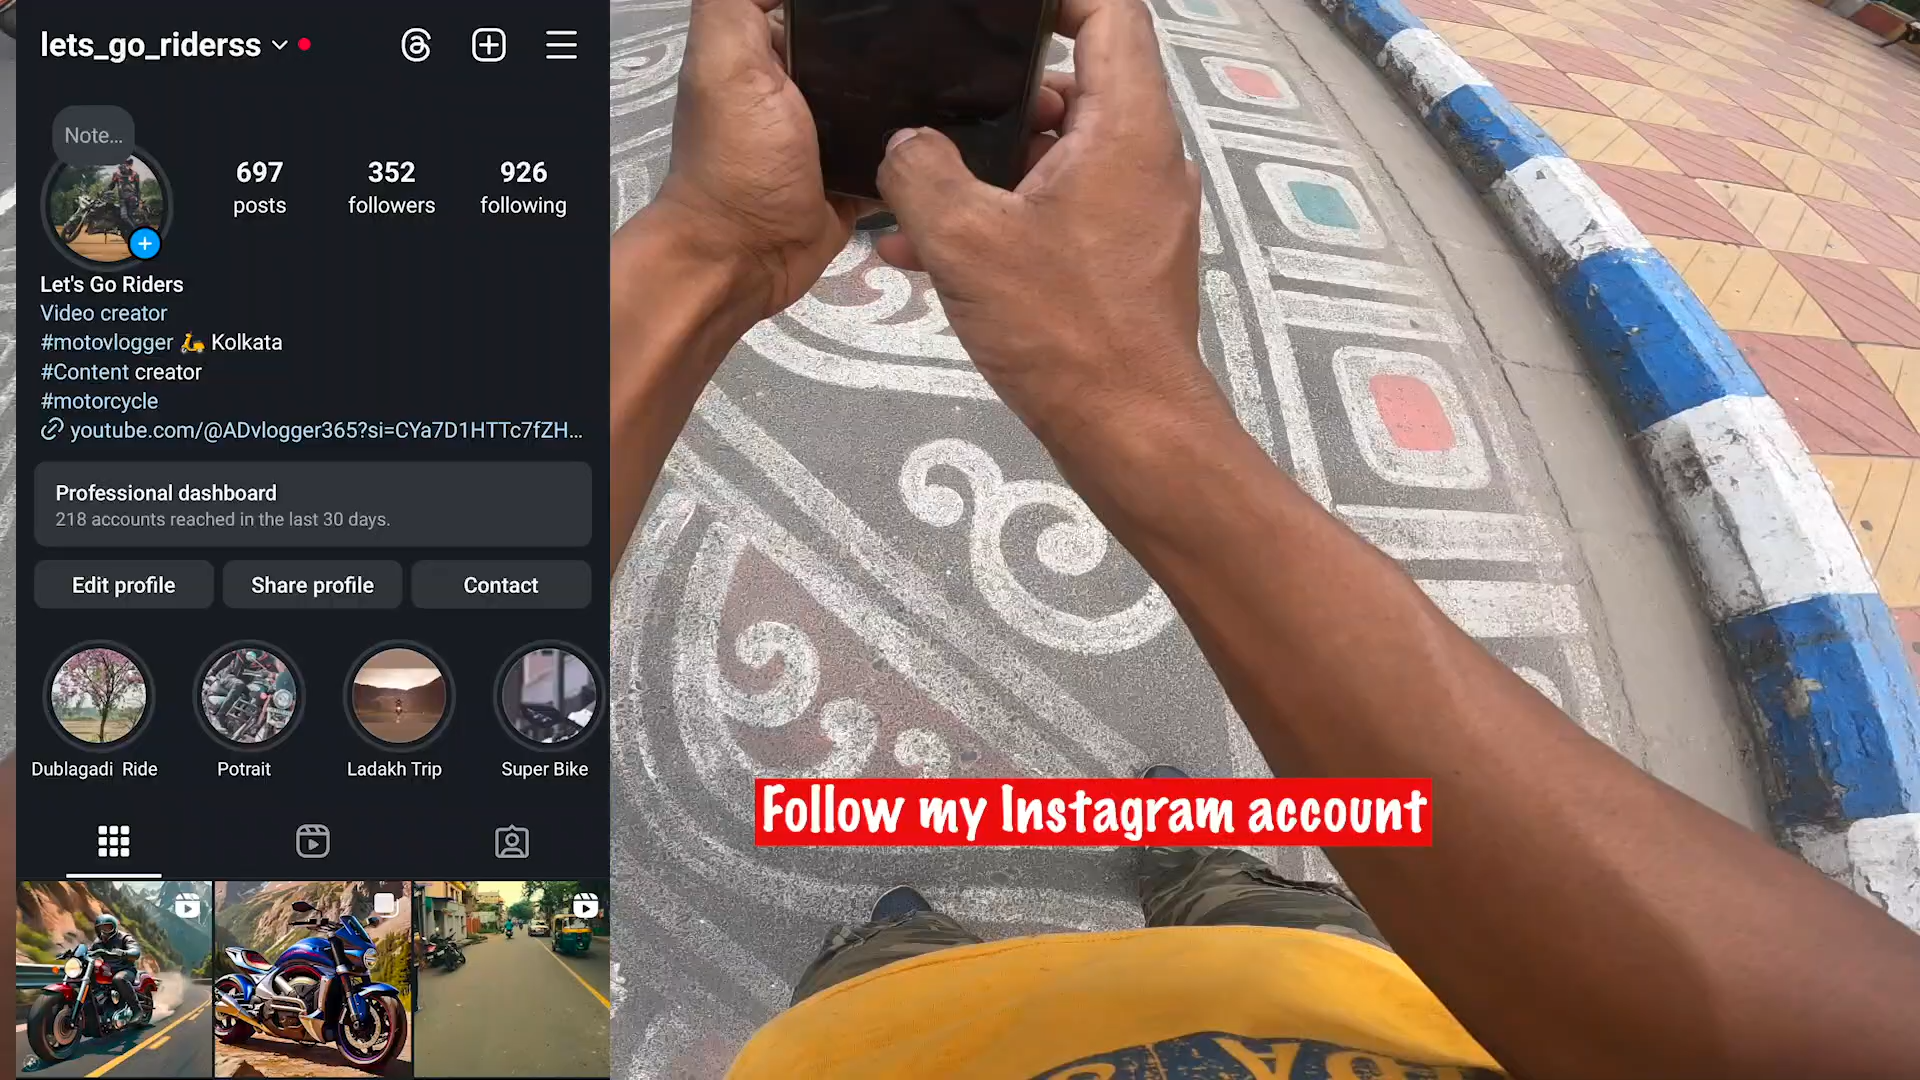 lets_go_riderss
Note...
697
posts
352
followers
926
following
Let's Go Riders
Video creator
#motovlogger 🛵 Kolkata
#Content creator
#motorcycle
youtube.com/@ADvlogger365?si=CYa7D1HTTc7fZH...
Professional dashboard
218 accounts reached in the last 30 days.
Edit profile
Share profile
Contact
Dublagadi Ride
Potrait
Ladakh Trip
Super Bike
Follow my Instagram account